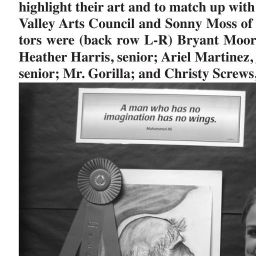 highlight their art and to match up with
Valley Arts Council and Sonny Moss of
tors were (back row L-R) Bryant Moor
Heather Harris, senior; Ariel Martinez,
senior; Mr. Gorilla; and Christy Screws.
A man who has no
imagination has no wings.
Muhammad Ali